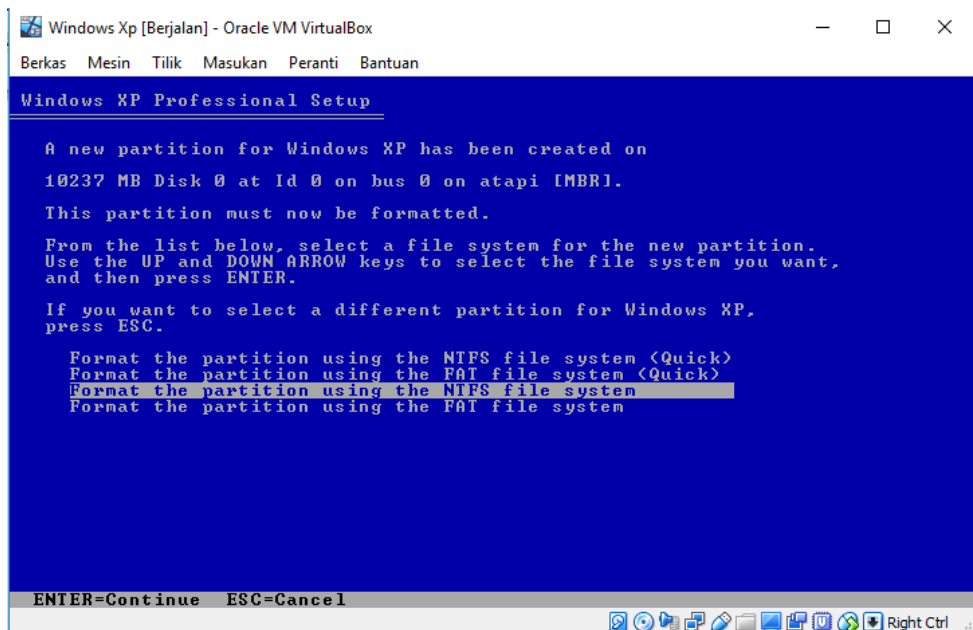 Windows Xp [Berjalan] - Oracle VM VirtualBox
Berkas Mesin Tilik Masukan Peranti Bantuan
Windows XP Professional Setup
A new partition for Windows XP has been created on
10237 MB Disk 0 at Id 0 on bus 0 on atapi [MBR].
This partition must now be formatted.
From the list below, select a file system for the new partition.
Use the UP and DOWN ARROW keys to select the file system you want,
and then press ENTER.
If you want to select a different partition for Windows XP,
press ESC.
Format the partition using the NTFS file system (Quick)
Format the partition using the FAT file system (Quick)
Format the partition using the NTFS file system
Format the partition using the FAT file system
ENTER=Continue ESC=Cancel
Right Ctrl